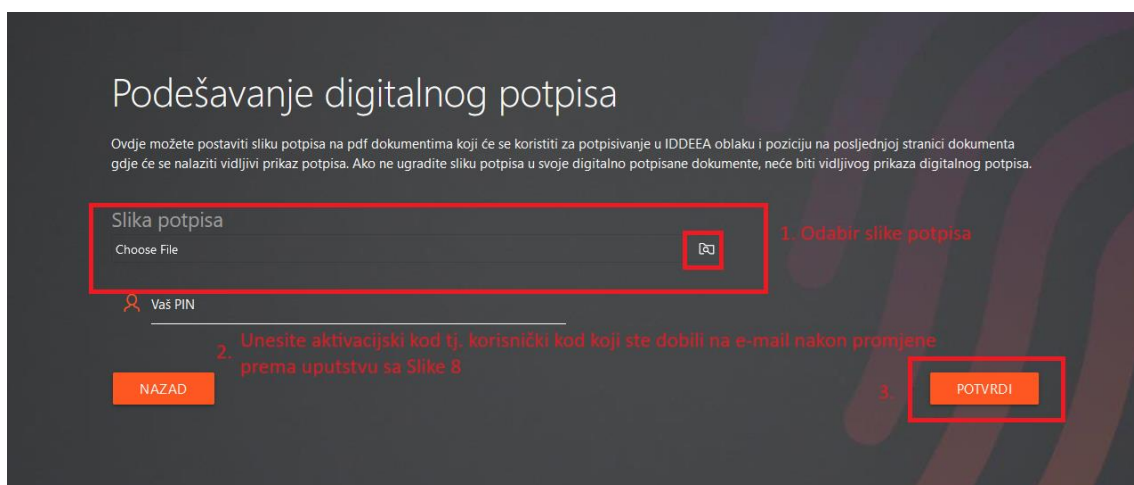 Podešavanje digitalnog potpisa
Ovdje možete postaviti sliku potpisa na pdf dokumentima koji će se koristiti za potpisivanje u IDDEEA oblaku i poziciju na posljednjoj stranici dokumenta
gdje će se nalaziti vidljivi prikaz potpisa. Ako ne ugradite sliku potpisa u svoje digitalno potpisane dokumente, neće biti vidljivog prikaza digitalnog potpisa.
Slika potpisa
Choose File
1. Odabir slike potpisa
Vaš PIN
2. Unesite aktivacijski kod tj. korisnički kod koji ste dobili na e-mail nakon promjene
prema uputstvu sa Slike 8
NAZAD
3.
POTVRDI